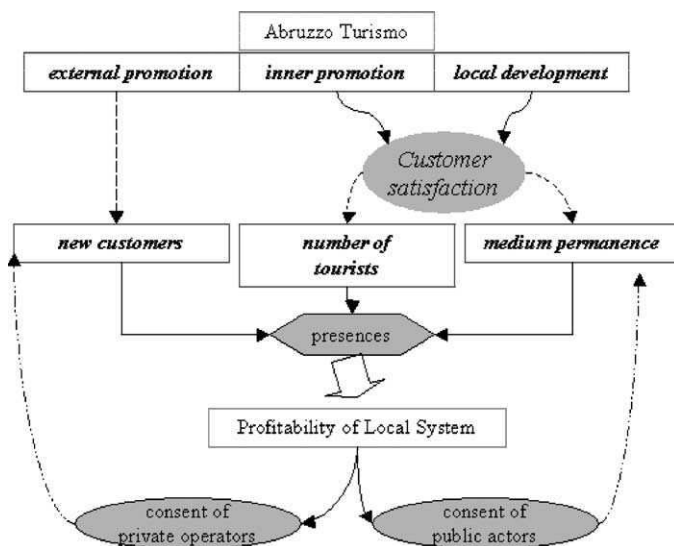 Abruzzo Turismo
external promotion
inner promotion
local development
Customer
satisfaction
new customers
number of
tourists
medium permanence
presences
Profitability of Local System
consent of
private operators
consent of
public actors